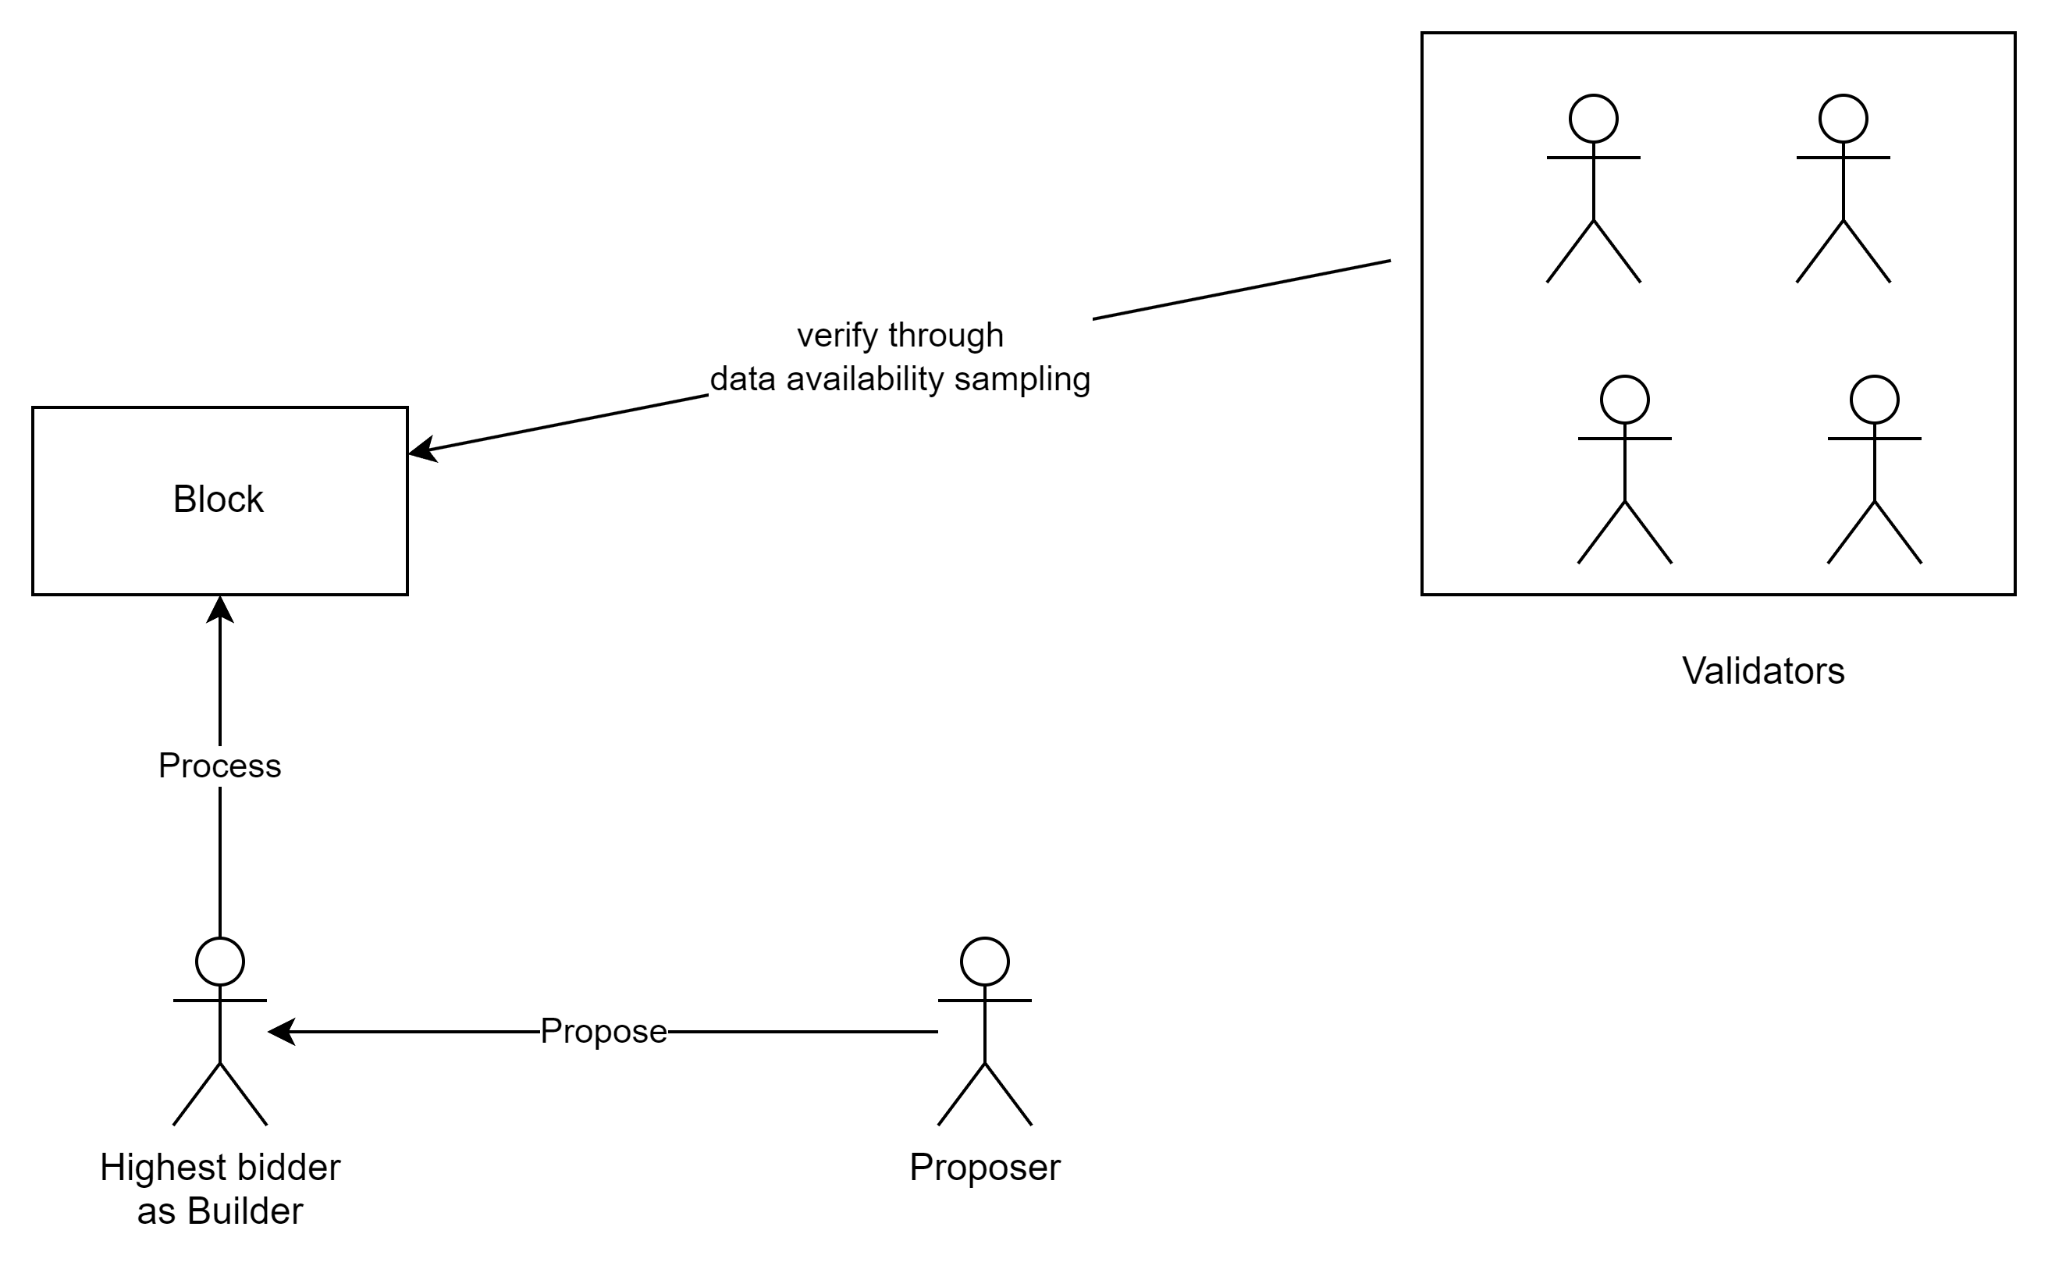 verify through
data availability sampling
Block
Validators
Process
Propose
Highest bidder
as Builder
Proposer